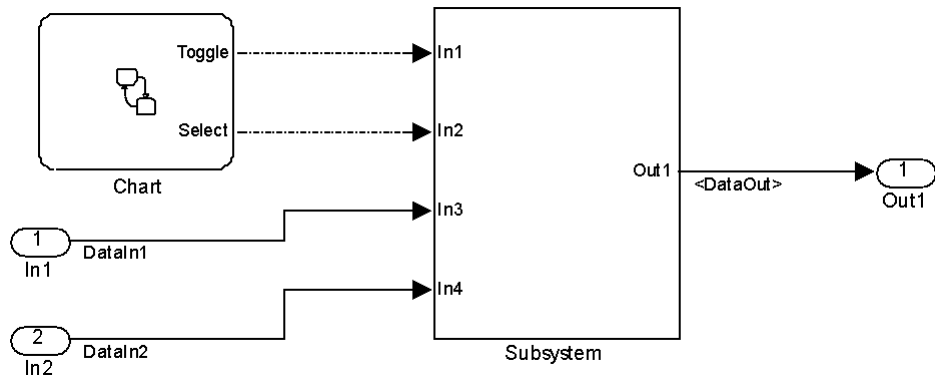 Toggle
In1
Select
In2
Chart
Out1
<DataOut>
1
Out1
In3
1
DataIn1
In1
In4
2
DataIn2
In2
Subsystem